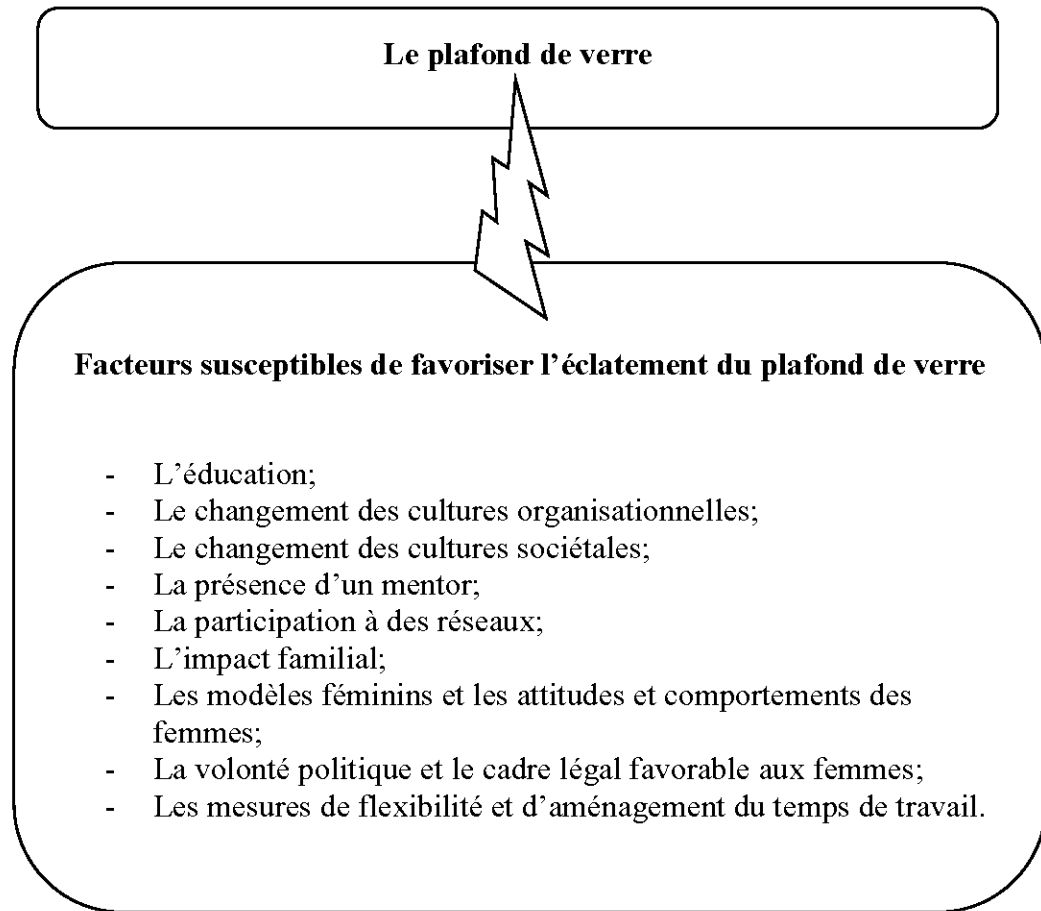 Le plafond de verre
Facteurs susceptibles de favoriser l’éclatement du plafond de verre
- L’éducation;
- Le changement des cultures organisationnelles;
- Le changement des cultures sociétales;
- La présence d’un mentor;
- La participation à des réseaux;
- L’impact familial;
- Les modèles féminins et les attitudes et comportements des
femmes;
- La volonté politique et le cadre légal favorable aux femmes;
- Les mesures de flexibilité et d’aménagement du temps de travail.